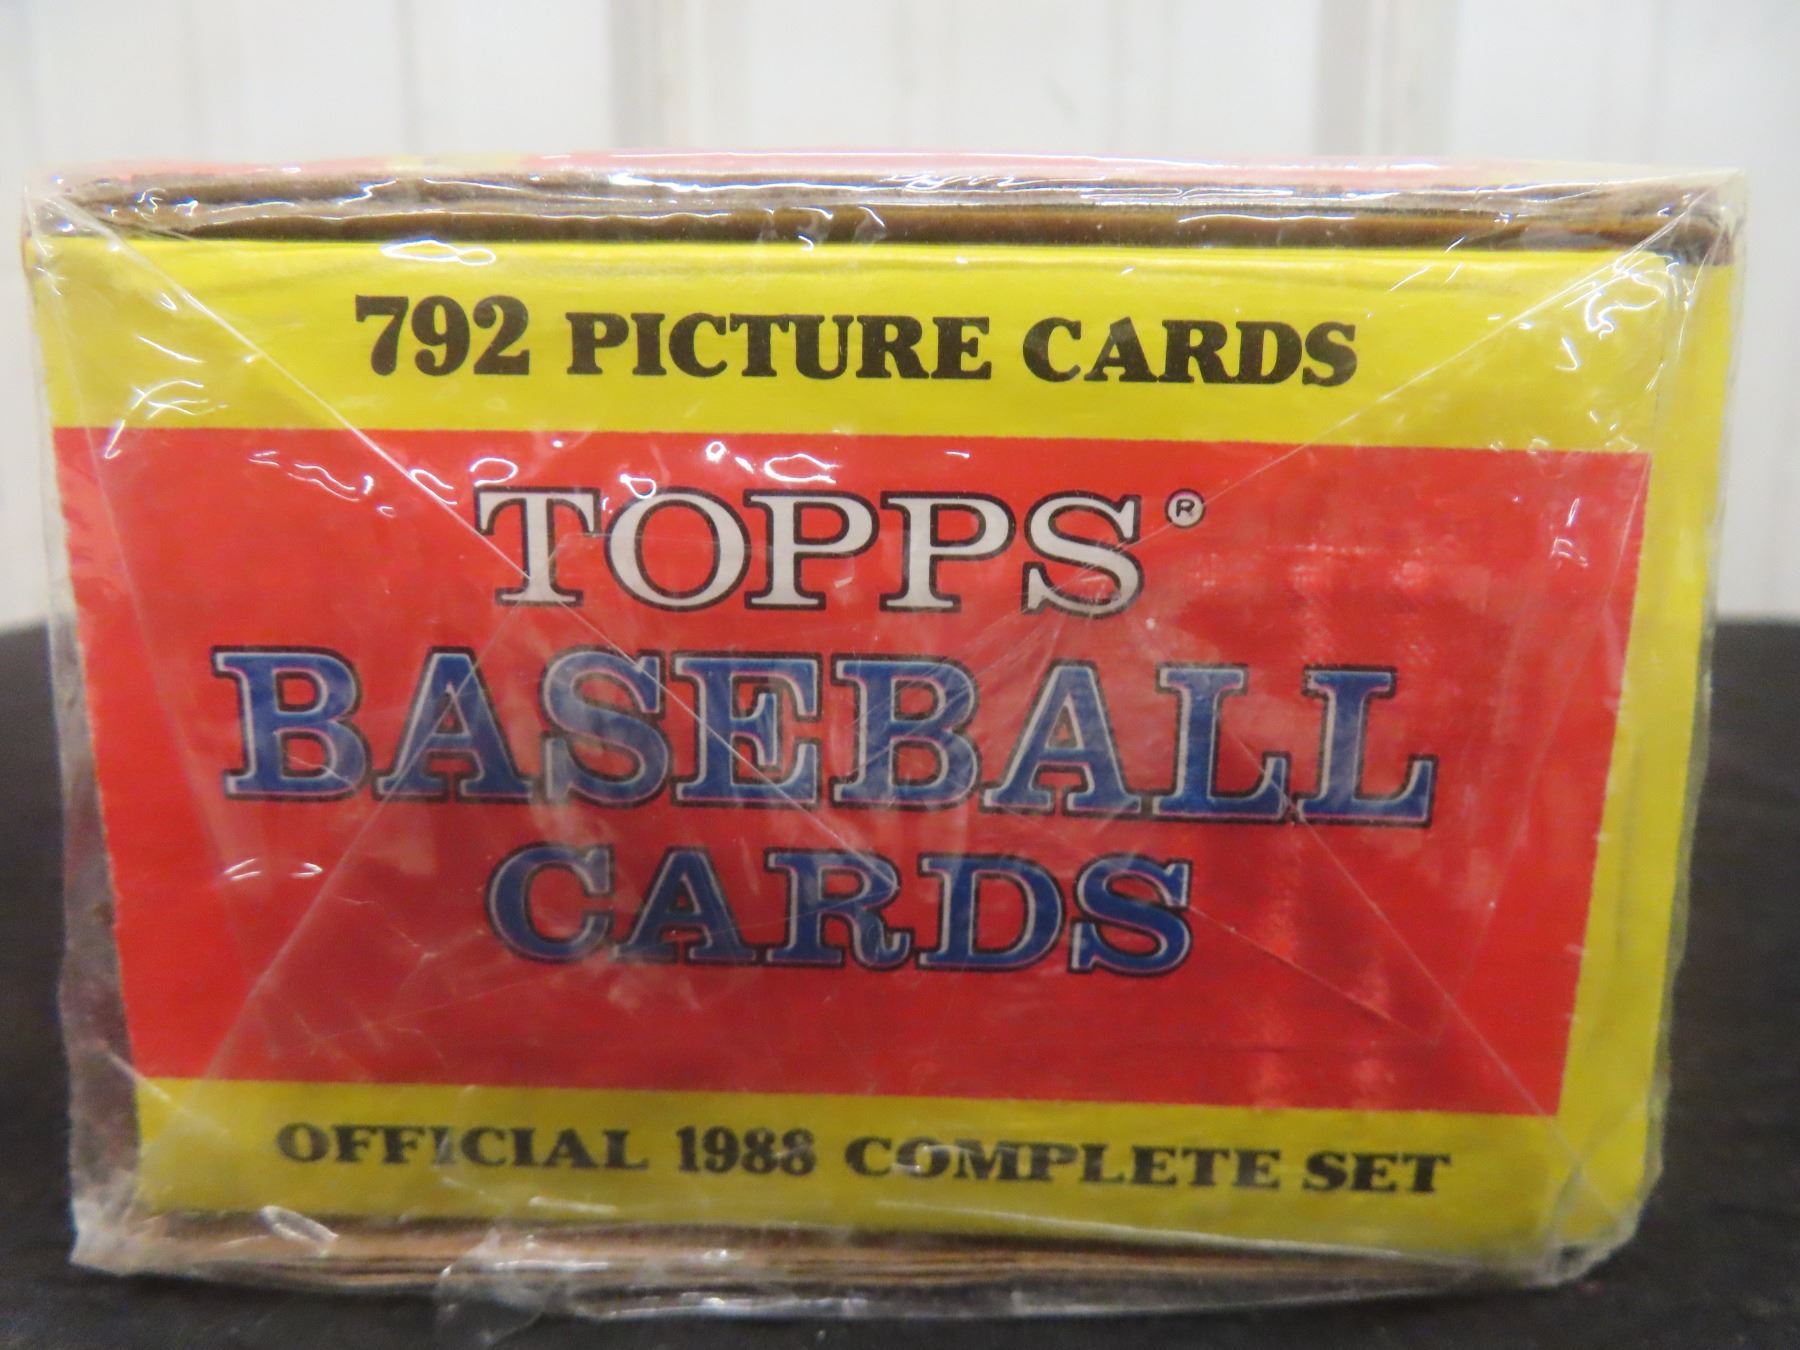 792 PICTURE CARDS
TOPPS®
BASEBALL
CARDS
OFFICIAL 1988 COMPLETE SET